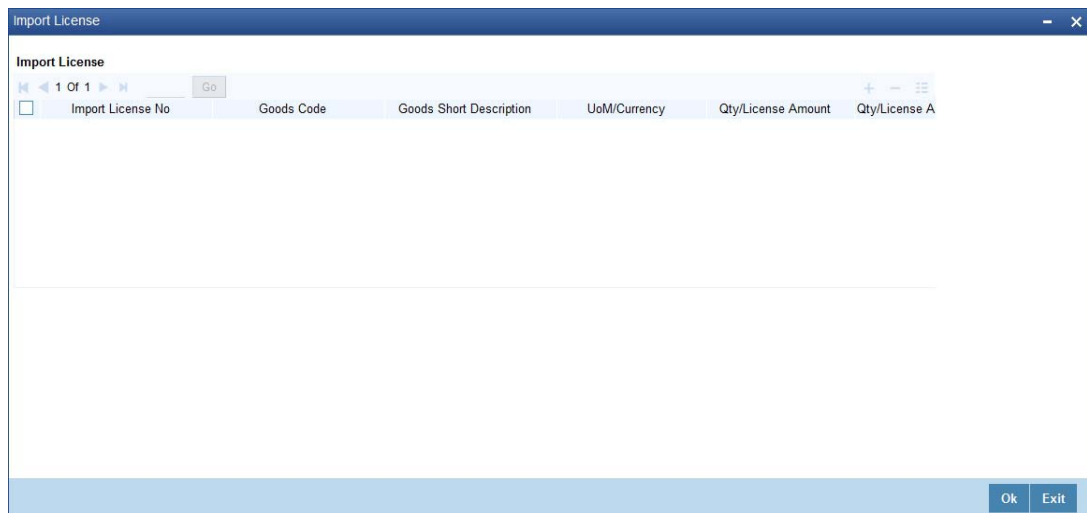 Import License
Import License
1 Of 1 Go
Import License No Goods Code Goods Short Description UoM/Currency Qty/License Amount Qty/License A
Ok Exit